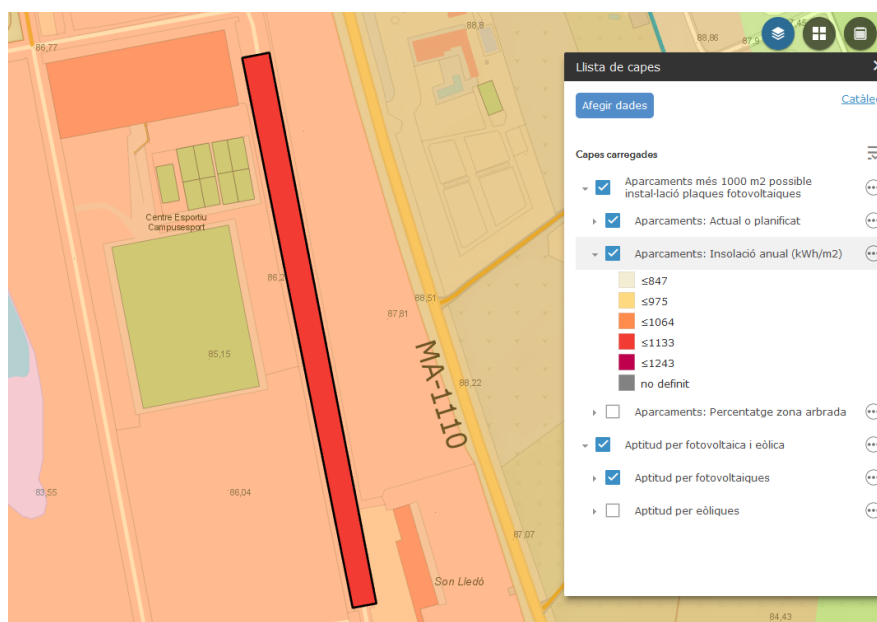 86,77
88,8
88,86
87,9
7,45
Llista de capes
Afegir dades
Catàleg
Capes carregades
Aparcaments més 1000 m2 possible
instal·lació plaques fotovoltaiques
Aparcaments: Actual o planificat
Aparcaments: Insolació anual (kWh/m2)
≤847
≤975
≤1064
≤1133
≤1243
no definit
Aparcaments: Percentatge zona arbrada
Aptitud per fotovoltaica i eòlica
Aptitud per fotovoltaiques
Aptitud per eòliques
Centre Esportiu
Campusesport
86,2
88,51
87,81
85,15
MA-1110
88,22
83,55
86,04
87,07
Son Lledó
84,43